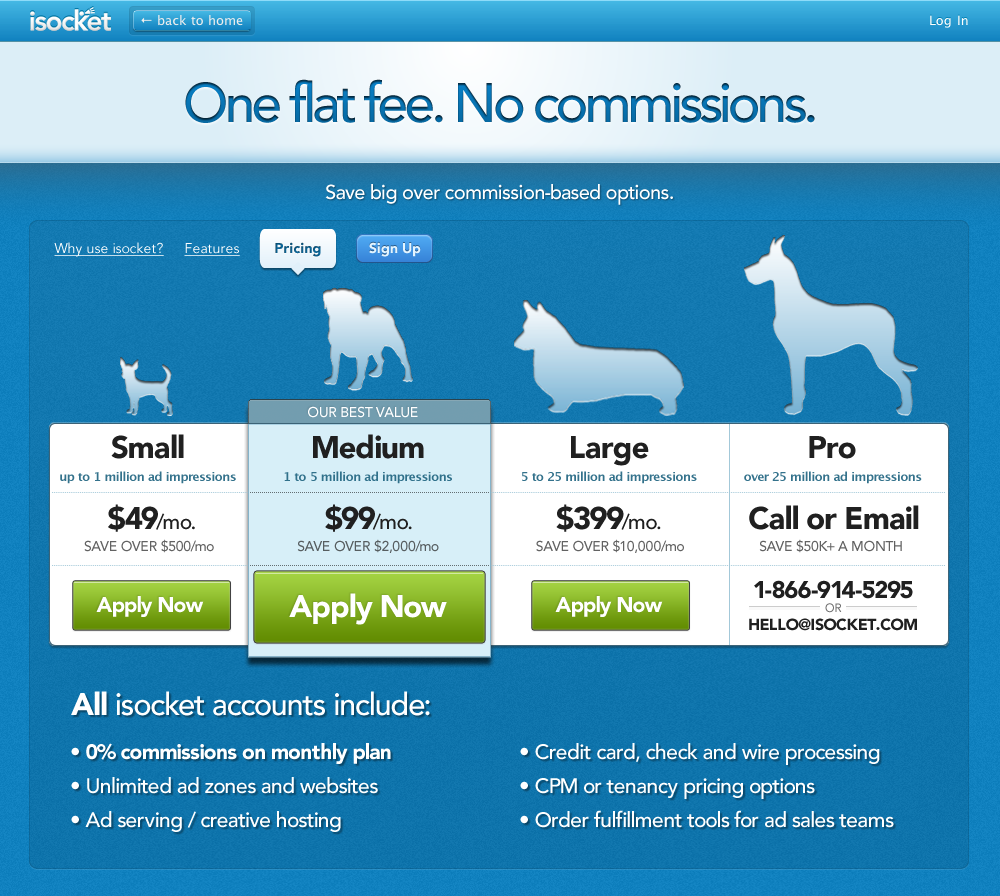 isocket
← back to home
Log In
One flat fee. No commissions.
Save big over commission-based options.
Why use isocket?
Features
Pricing
Sign Up
OUR BEST VALUE
Small
up to 1 million ad impressions
$49/mo.
SAVE OVER $500/mo
Apply Now
Medium
1 to 5 million ad impressions
$99/mo.
SAVE OVER $2,000/mo
Apply Now
Large
5 to 25 million ad impressions
$399/mo.
SAVE OVER $10,000/mo
Apply Now
Pro
over 25 million ad impressions
Call or Email
SAVE $50K+ A MONTH
1-866-914-5295
OR
HELLO@ISOCKET.COM
All isocket accounts include:
• 0% commissions on monthly plan
• Unlimited ad zones and websites
• Ad serving / creative hosting
• Credit card, check and wire processing
• CPM or tenancy pricing options
• Order fulfillment tools for ad sales teams